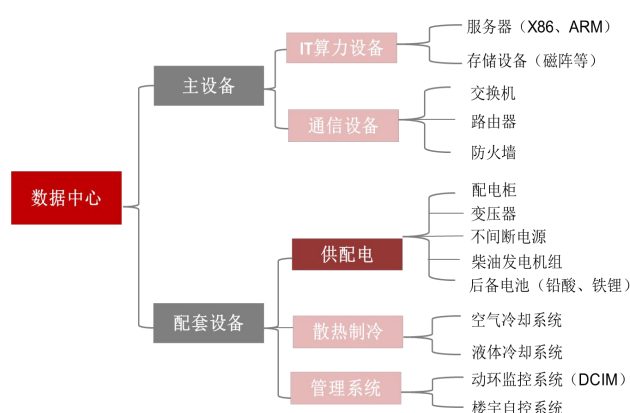 数据中心
主设备
IT算力设备
服务器（X86、ARM）
存储设备（磁阵等）
通信设备
交换机
路由器
防火墙
配套设备
供配电
配电柜
变压器
不间断电源
柴油发电机组
后备电池（铅酸、铁锂）
散热制冷
空气冷却系统
液体冷却系统
管理系统
动环监控系统（DCIM）
楼宇自控系统